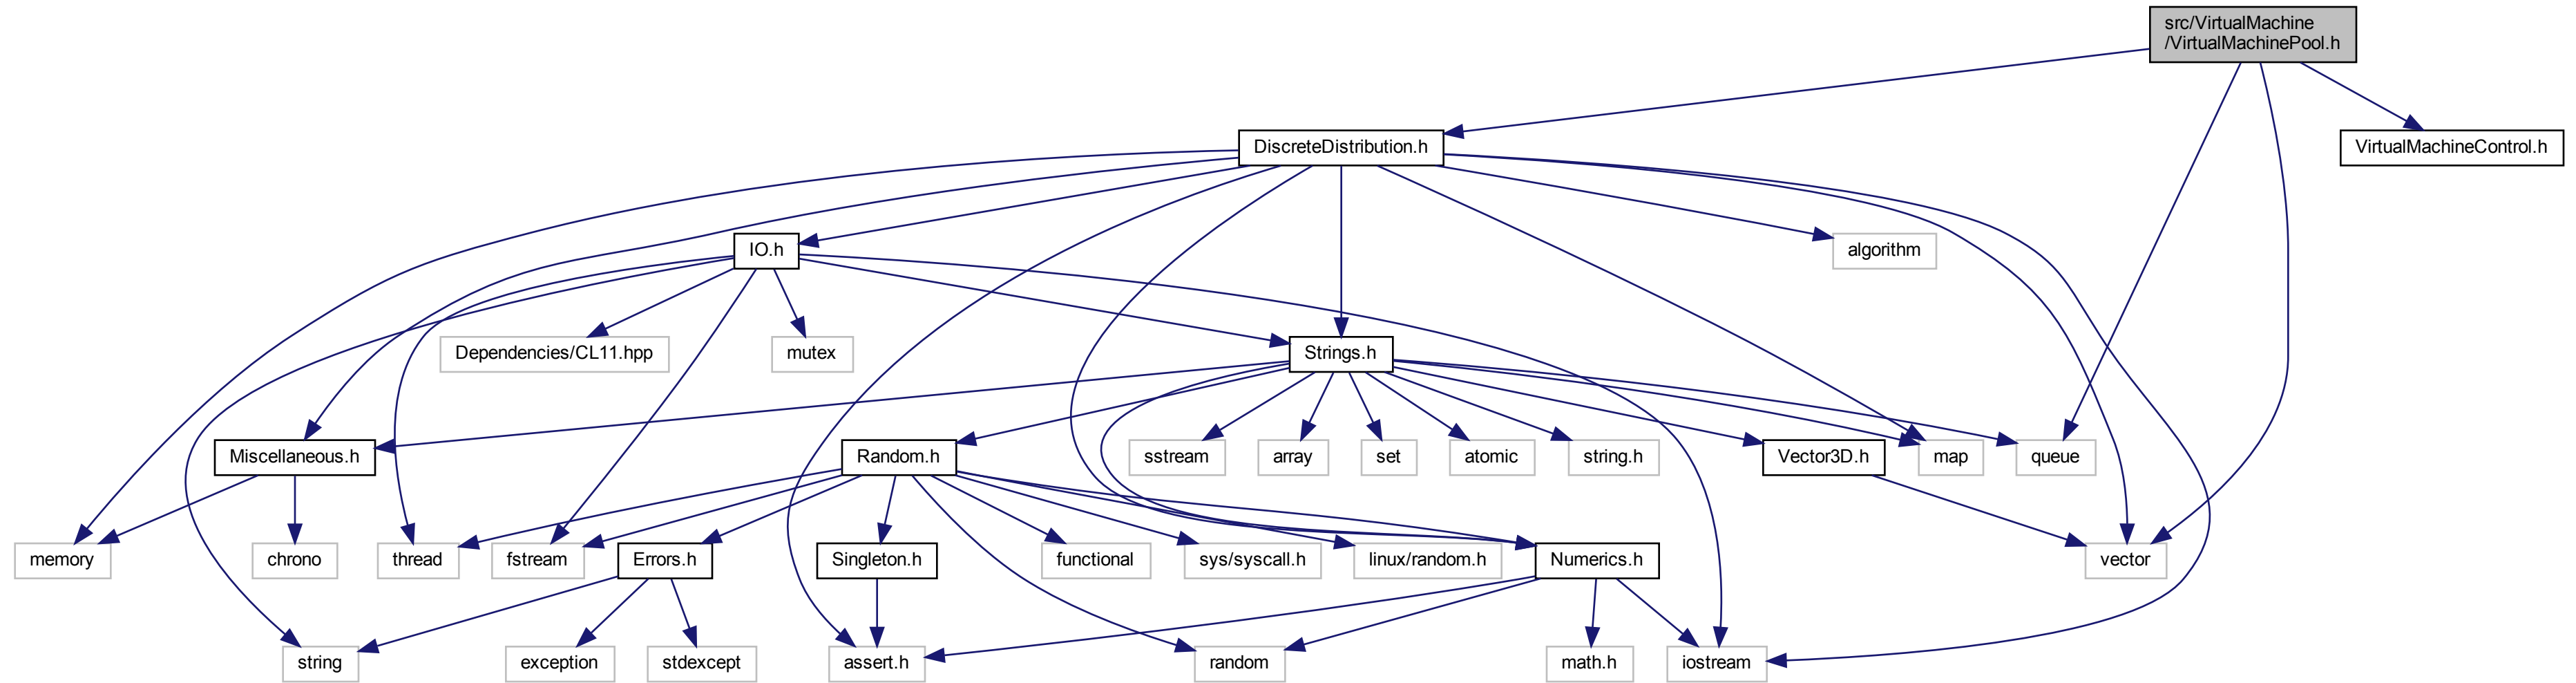 src/VirtualMachine
/VirtualMachinePool.h
DiscreteDistribution.h
VirtualMachineControl.h
IO.h
algorithm
Dependencies/CL11.hpp
mutex
Strings.h
Miscellaneous.h
Random.h
sstream
array
set
atomic
string.h
Vector3D.h
map
queue
memory
chrono
thread
fstream
Errors.h
Singleton.h
functional
sys/syscall.h
linux/random.h
Numerics.h
vector
string
exception
stdexcept
assert.h
random
math.h
iostream